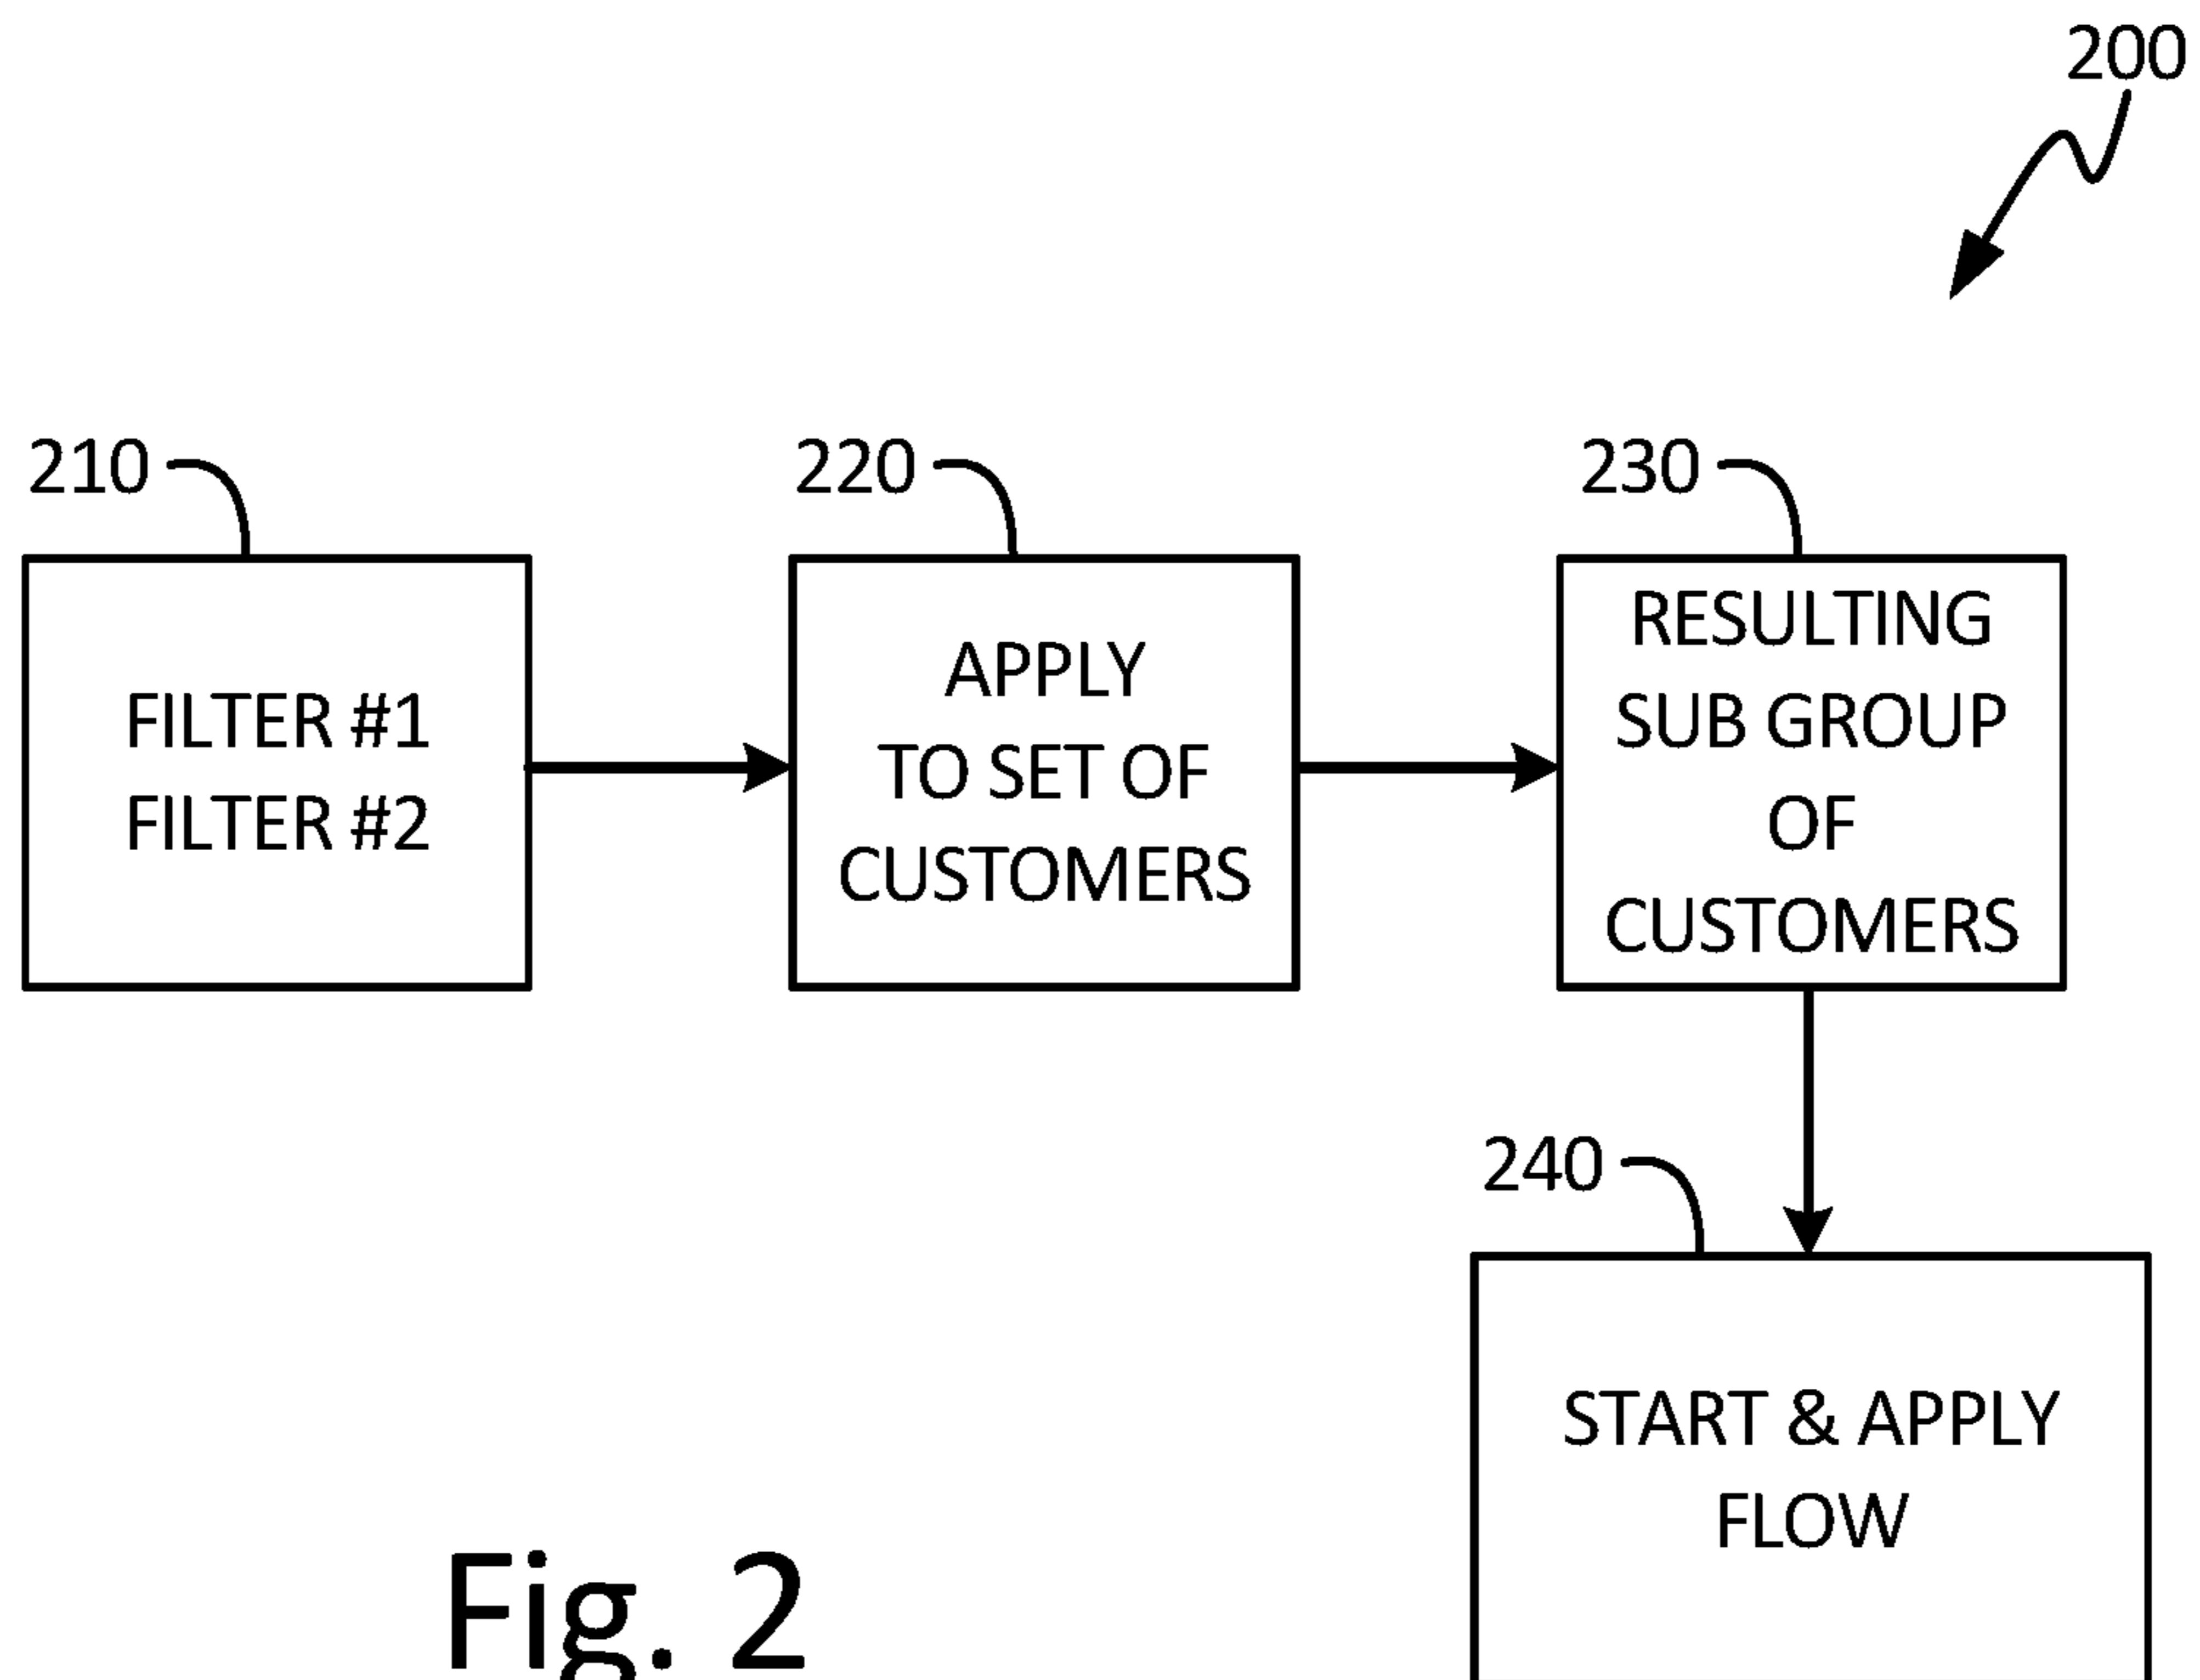 200
210
220
230
FILTER #1
FILTER #2
APPLY
TO SET OF
CUSTOMERS
RESULTING
SUB GROUP
OF
CUSTOMERS
240
START & APPLY
FLOW
Fig. 2